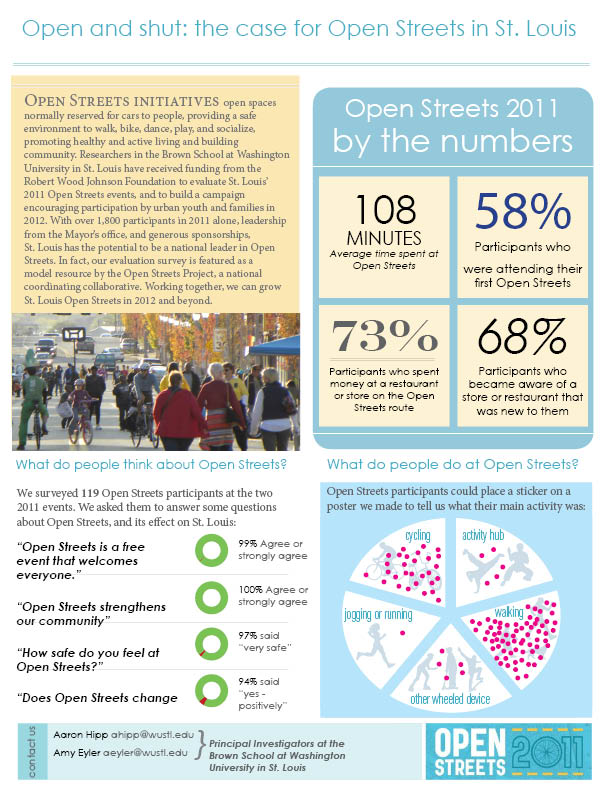 Open and shut: the case for Open Streets in St. Louis
OPEN STREETS INITIATIVES open spaces
normally reserved for cars to people, providing a safe
environment to walk, bike, dance, play, and socialize,
promoting healthy and active living and building
community. Researchers in the Brown School at Washington
University in St. Louis have received funding from the
Robert Wood Johnson Foundation to evaluate St. Louis'
2011 Open Streets events, and to build a campaign
encouraging participation by urban youth and families in
2012. With over 1,800 participants in 2011 alone, leadership
from the Mayor's office, and generous sponsorships,
St. Louis has the potential to be a national leader in Open
Streets. In fact, our evaluation survey is featured as a
model resource by the Open Streets Project, a national
coordinating collaborative. Working together, we can grow
St. Louis Open Streets in 2012 and beyond.
Open Streets 2011
by the numbers
108
MINUTES
Average time spent at
Open Streets
58%
Participants who
were attending their
first Open Streets
73%
Participants who spent
money at a restaurant
or store on the Open
Streets route
68%
Participants who
became aware of a
store or restaurant that
was new to them
What do people think about Open Streets?
We surveyed 119 Open Streets participants at the two
2011 events. We asked them to answer some questions
about Open Streets, and its effect on St. Louis:
"Open Streets is a free
event that welcomes
everyone."
99% Agree or
strongly agree
"Open Streets strengthens
our community"
100% Agree or
strongly agree
"How safe do you feel at
Open Streets?"
97% said
"very safe"
"Does Open Streets change
94% said
"yes -
positively"
What do people do at Open Streets?
Open Streets participants could place a sticker on a
poster we made to tell us what their main activity was:
cycling
activity hub
jogging or running
walking
other wheeled device
contact us
Aaron Hipp ahipp@wustl.edu
Amy Eyler aeyler@wustl.edu
Principal Investigators at the
Brown School at Washington
University in St. Louis
OPEN
STREETS
2011